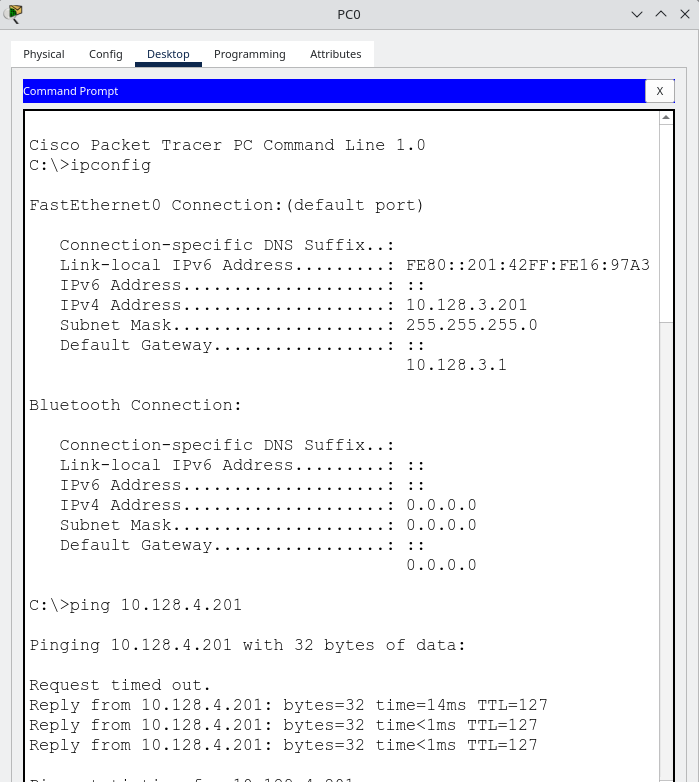 PC0
Physical Config Desktop Programming Attributes
Command Prompt X
Cisco Packet Tracer PC Command Line 1.0
C:\>ipconfig
FastEthernet0 Connection:(default port)
Connection-specific DNS Suffix..:
Link-local IPv6 Address.........: FE80::201:42FF:FE16:97A3
IPv6 Address....................: ::
IPv4 Address....................: 10.128.3.201
Subnet Mask.....................: 255.255.255.0
Default Gateway.................: ::
10.128.3.1
Bluetooth Connection:
Connection-specific DNS Suffix..:
Link-local IPv6 Address.........: ::
IPv6 Address....................: ::
IPv4 Address....................: 0.0.0.0
Subnet Mask.....................: 0.0.0.0
Default Gateway.................: ::
0.0.0.0
C:\>ping 10.128.4.201
Pinging 10.128.4.201 with 32 bytes of data:
Request timed out.
Reply from 10.128.4.201: bytes=32 time=14ms TTL=127
Reply from 10.128.4.201: bytes=32 time<1ms TTL=127
Reply from 10.128.4.201: bytes=32 time<1ms TTL=127